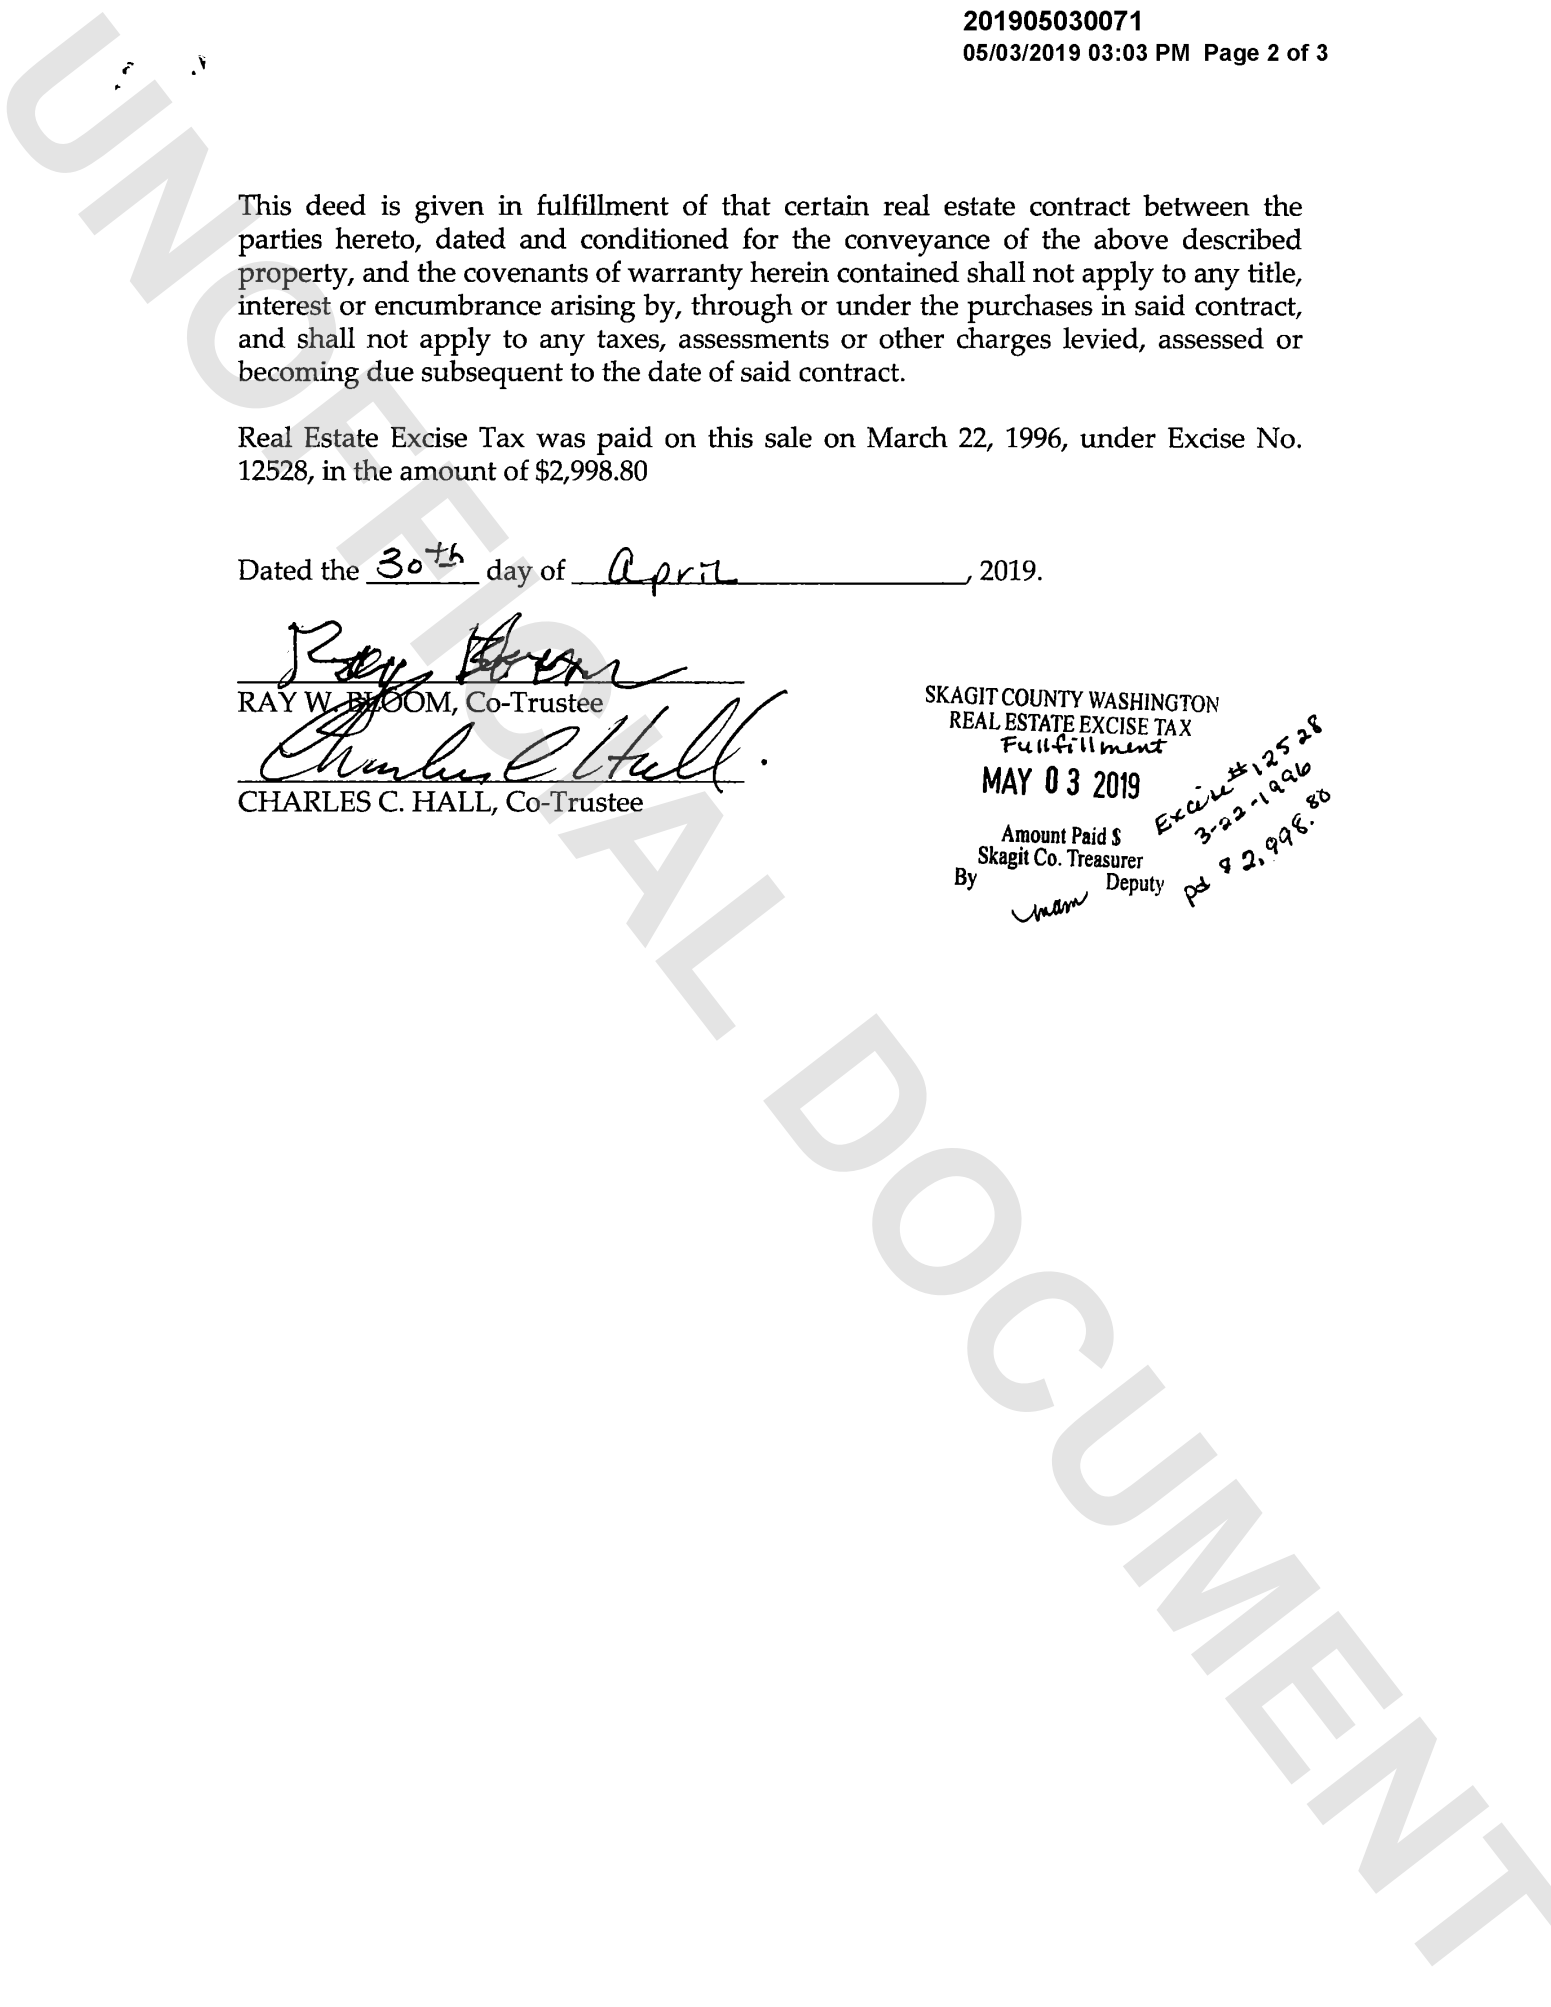 201905030071
05/03/2019 03:03 PM Page 2 of 3
This deed is given in fulfillment of that certain real estate contract between the
parties hereto, dated and conditioned for the conveyance of the above described
property, and the covenants of warranty herein contained shall not apply to any title,
interest or encumbrance arising by, through or under the purchases in said contract,
and shall not apply to any taxes, assessments or other charges levied, assessed or
becoming due subsequent to the date of said contract.
Real Estate Excise Tax was paid on this sale on March 22, 1996, under Excise No.
12528, in the amount of $2,998.80
Dated the 30th day of April, 2019.
Ray Bloom
RAY W. BLOOM, Co-Trustee
Charles C Hall.
CHARLES C. HALL, Co-Trustee
SKAGIT COUNTY WASHINGTON
REAL ESTATE EXCISE TAX
Fullfillment
MAY 03 2019
Amount Paid $
Skagit Co. Treasurer
By Deputy
Excise #12528
3-22-1996
pd $2,998.80
UNOFFICIAL DOCUMENT